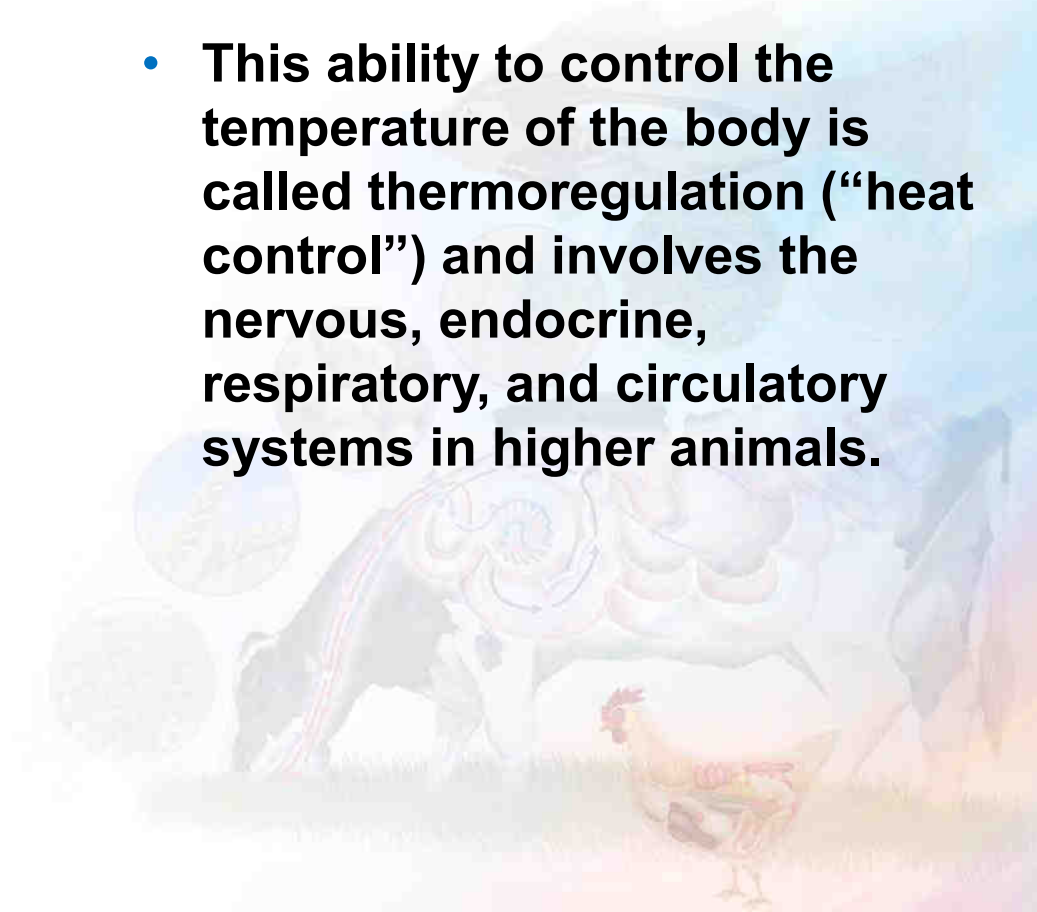 • This ability to control the
temperature of the body is
called thermoregulation (“heat
control”) and involves the
nervous, endocrine,
respiratory, and circulatory
systems in higher animals.